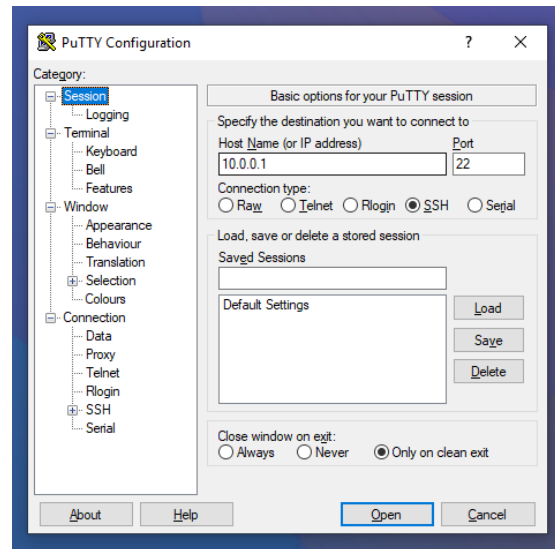 PuTTY Configuration ? ×
Category:
Session
Logging
Terminal
Keyboard
Bell
Features
Window
Appearance
Behaviour
Translation
Selection
Colours
Connection
Data
Proxy
Telnet
Rlogin
SSH
Serial
Basic options for your PuTTY session
Specify the destination you want to connect to
Host Name (or IP address) Port
10.0.0.1 22
Connection type:
Raw Telnet Rlogin SSH Serial
Load, save or delete a stored session
Saved Sessions
Default Settings
Load
Save
Delete
Close window on exit:
Always Never Only on clean exit
About Help Open Cancel